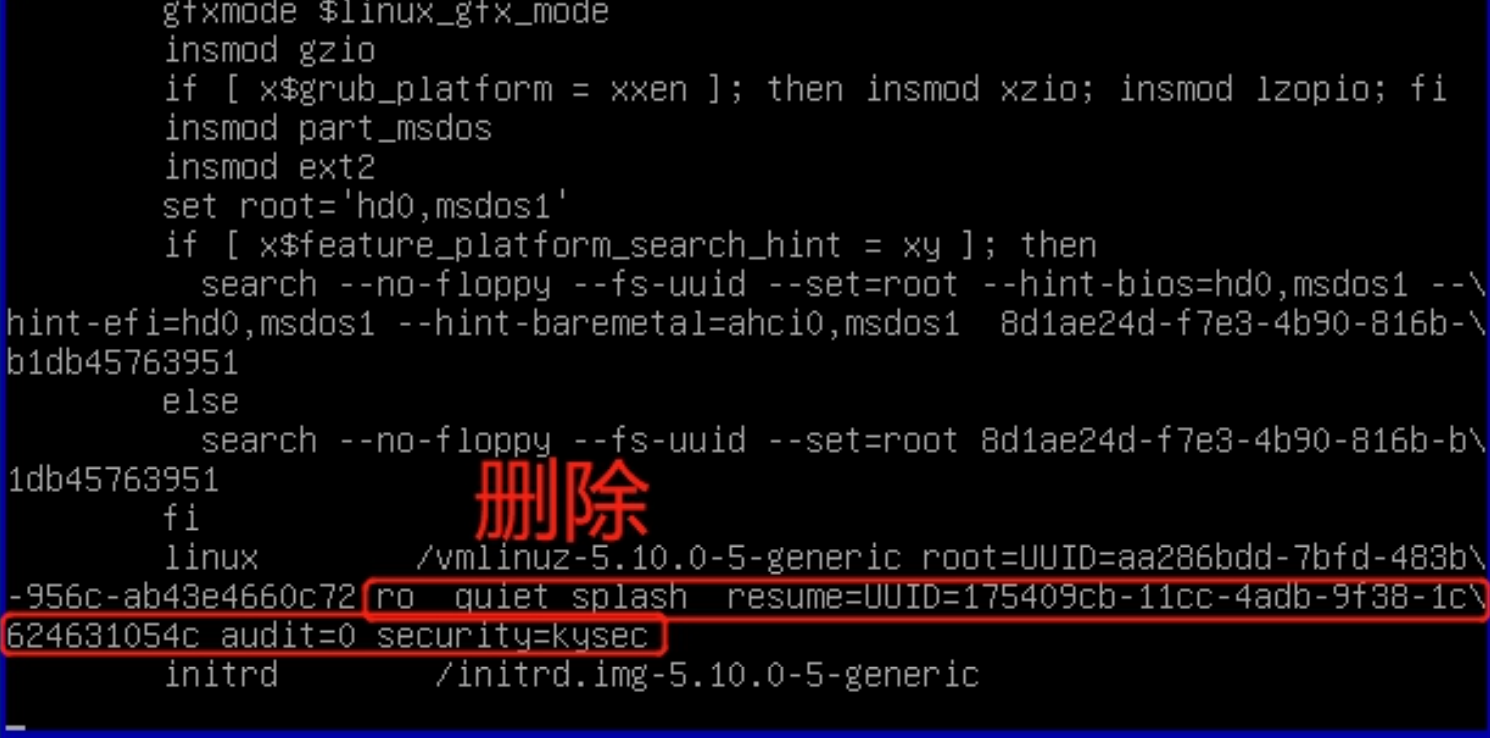 gfxmode $linux_gfx_mode
insmod gzio
if [ x$grub_platform = xxen ]; then insmod xzio; insmod lzopio; fi
insmod part_msdos
insmod ext2
set root='hd0,msdos1'
if [ x$feature_platform_search_hint = xy ]; then
search --no-floppy --fs-uuid --set=root --hint-bios=hd0,msdos1 --\
hint-efi=hd0,msdos1 --hint-baremetal=ahci0,msdos1 8d1ae24d-f7e3-4b90-816b-\
b1db45763951
else
search --no-floppy --fs-uuid --set=root 8d1ae24d-f7e3-4b90-816b-b\
1db45763951
删除
fi
linux /vmlinuz-5.10.0-5-generic root=UUID=aa286bdd-7bfd-483b\
-956c-ab43e4660c72 ro quiet splash resume=UUID=175409cb-11cc-4adb-9f38-1c\
624631054c audit=0 security=kysec
initrd /initrd.img-5.10.0-5-generic